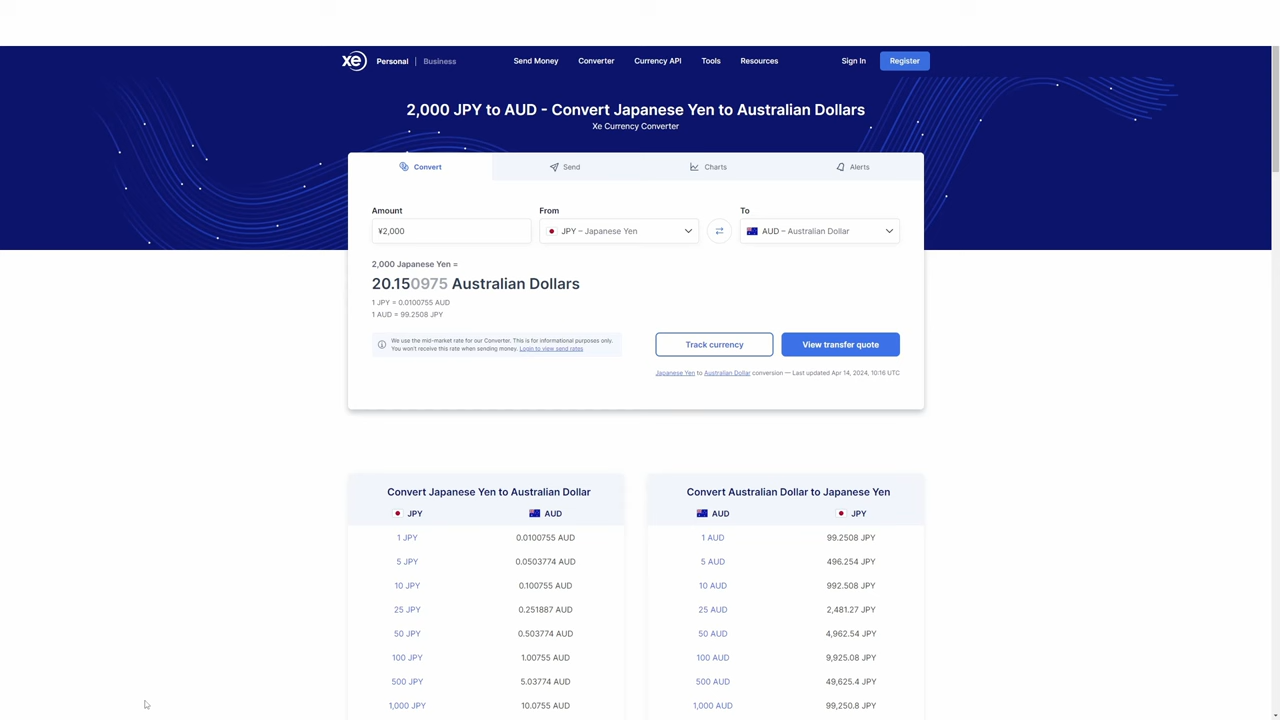 xe Personal | Business Send Money Converter Currency API Tools Resources Sign In Register
2,000 JPY to AUD - Convert Japanese Yen to Australian Dollars
Xe Currency Converter
Convert Send Charts Alerts
Amount From To
¥2,000 JPY – Japanese Yen AUD – Australian Dollar
2,000 Japanese Yen =
20.150975 Australian Dollars
1 JPY = 0.0100755 AUD
1 AUD = 99.2508 JPY
We use the mid-market rate for our Converter. This is for informational purposes only.
You won't receive this rate when sending money. Login to view send rates
Track currency View transfer quote
Japanese Yen to Australian Dollar conversion — Last updated Apr 14, 2024, 10:16 UTC
Convert Japanese Yen to Australian Dollar
JPY AUD
1 JPY 0.0100755 AUD
5 JPY 0.0503774 AUD
10 JPY 0.100755 AUD
25 JPY 0.251887 AUD
50 JPY 0.503774 AUD
100 JPY 1.00755 AUD
500 JPY 5.03774 AUD
1,000 JPY 10.0755 AUD
Convert Australian Dollar to Japanese Yen
AUD JPY
1 AUD 99.2508 JPY
5 AUD 496.254 JPY
10 AUD 992.508 JPY
25 AUD 2,481.27 JPY
50 AUD 4,962.54 JPY
100 AUD 9,925.08 JPY
500 AUD 49,625.4 JPY
1,000 AUD 99,250.8 JPY